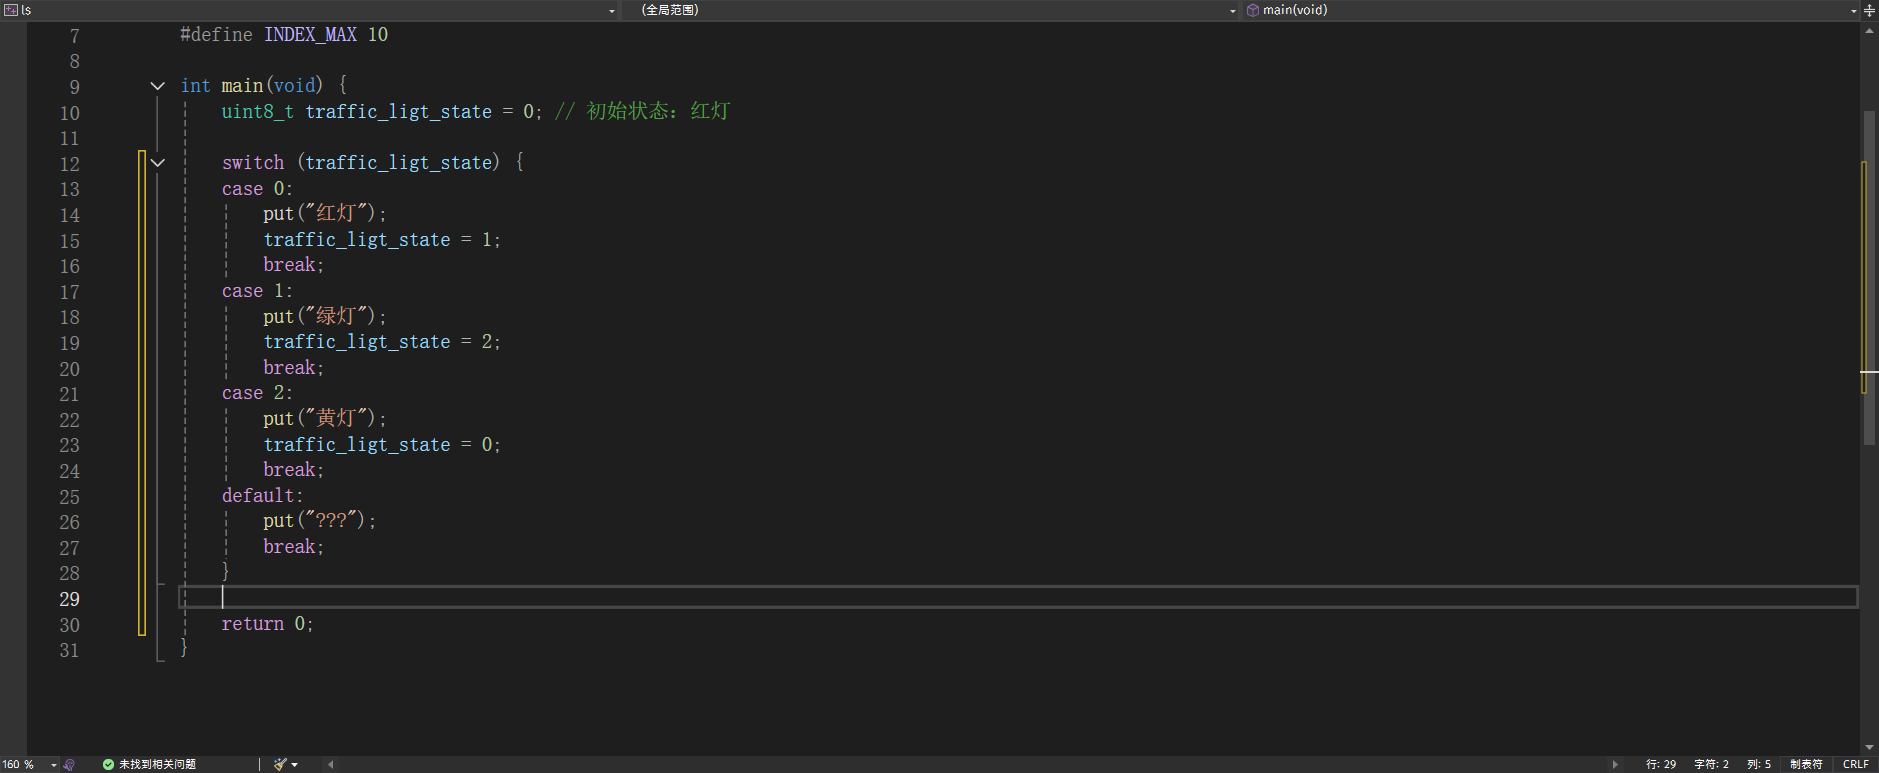 ls (全局范围) main(void)
7 #define INDEX_MAX 10
8
9 int main(void) {
10 uint8_t traffic_ligt_state = 0; // 初始状态：红灯
11
12 switch (traffic_ligt_state) {
13 case 0:
14 put("红灯");
15 traffic_ligt_state = 1;
16 break;
17 case 1:
18 put("绿灯");
19 traffic_ligt_state = 2;
20 break;
21 case 2:
22 put("黄灯");
23 traffic_ligt_state = 0;
24 break;
25 default:
26 put("???");
27 break;
28 }
29
30 return 0;
31 }
160 % 未找到相关问题 行: 29 字符: 2 列: 5 制表符 CRLF